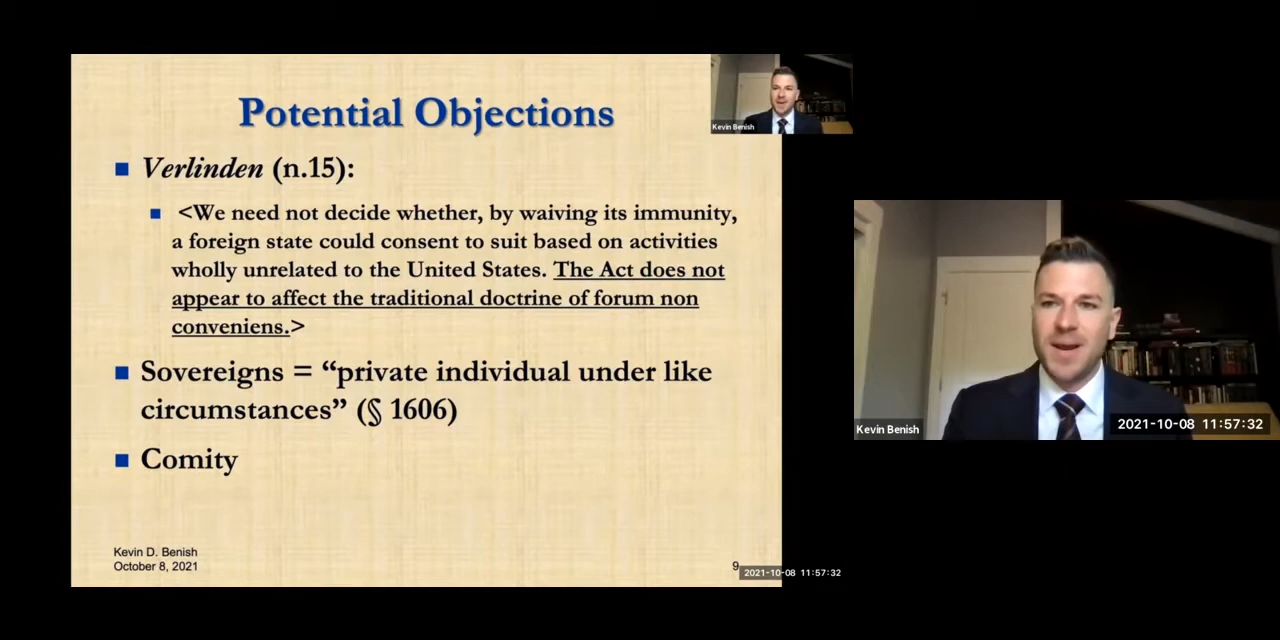 Potential Objections
Kevin Benish
■ Verlinden (n.15):
■ <We need not decide whether, by waiving its immunity,
a foreign state could consent to suit based on activities
wholly unrelated to the United States. The Act does not
appear to affect the traditional doctrine of forum non
conveniens.>
■ Sovereigns = “private individual under like
circumstances” (§ 1606)
■ Comity
Kevin D. Benish
October 8, 2021
9
2021-10-08 11:57:32
Kevin Benish
2021-10-08 11:57:32